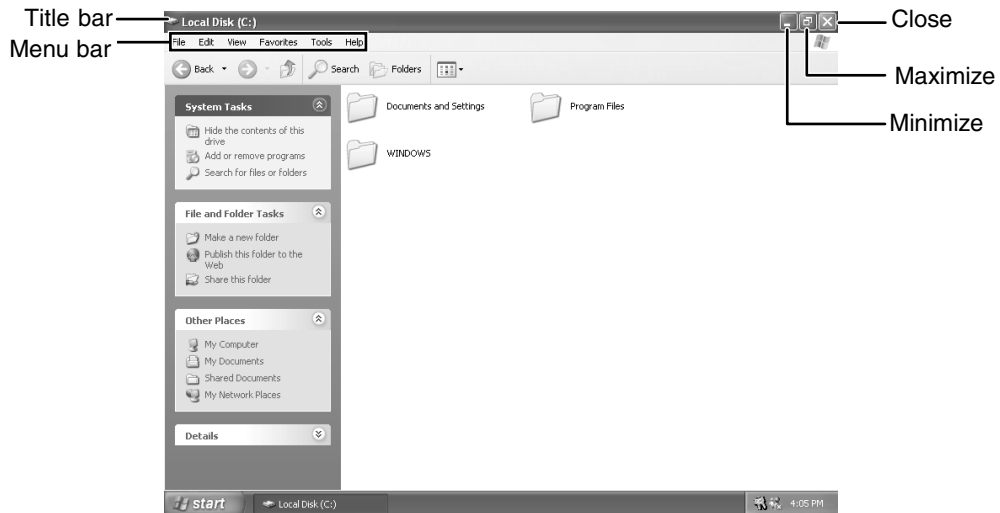 Title bar
Local Disk (C:)
Close
Menu bar
File Edit View Favorites Tools Help
Back
Search
Folders
Maximize
Minimize
System Tasks
Hide the contents of this
drive
Add or remove programs
Search for files or folders
Documents and Settings
Program Files
WINDOWS
File and Folder Tasks
Make a new folder
Publish this folder to the
Web
Share this folder
Other Places
My Computer
My Documents
Shared Documents
My Network Places
Details
start
Local Disk (C:)
4:05 PM